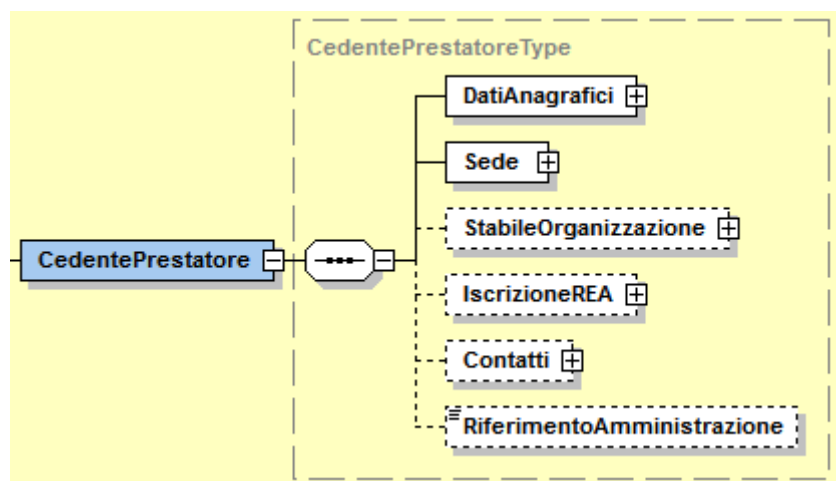 CedentePrestatoreType
DatiAnagrafici
Sede
StabileOrganizzazione
CedentePrestatore
IscrizioneREA
Contatti
RiferimentoAmministrazione